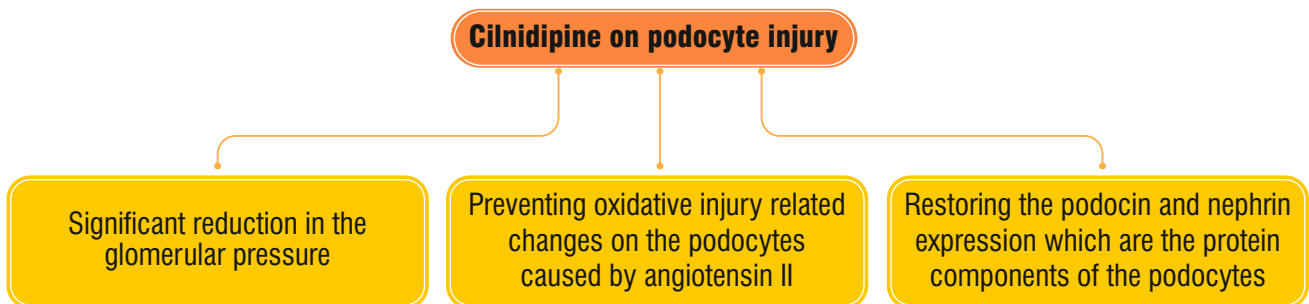 Cilnidipine on podocyte injury
Significant reduction in the
glomerular pressure
Preventing oxidative injury related
changes on the podocytes
caused by angiotensin II
Restoring the podocin and nephrin
expression which are the protein
components of the podocytes